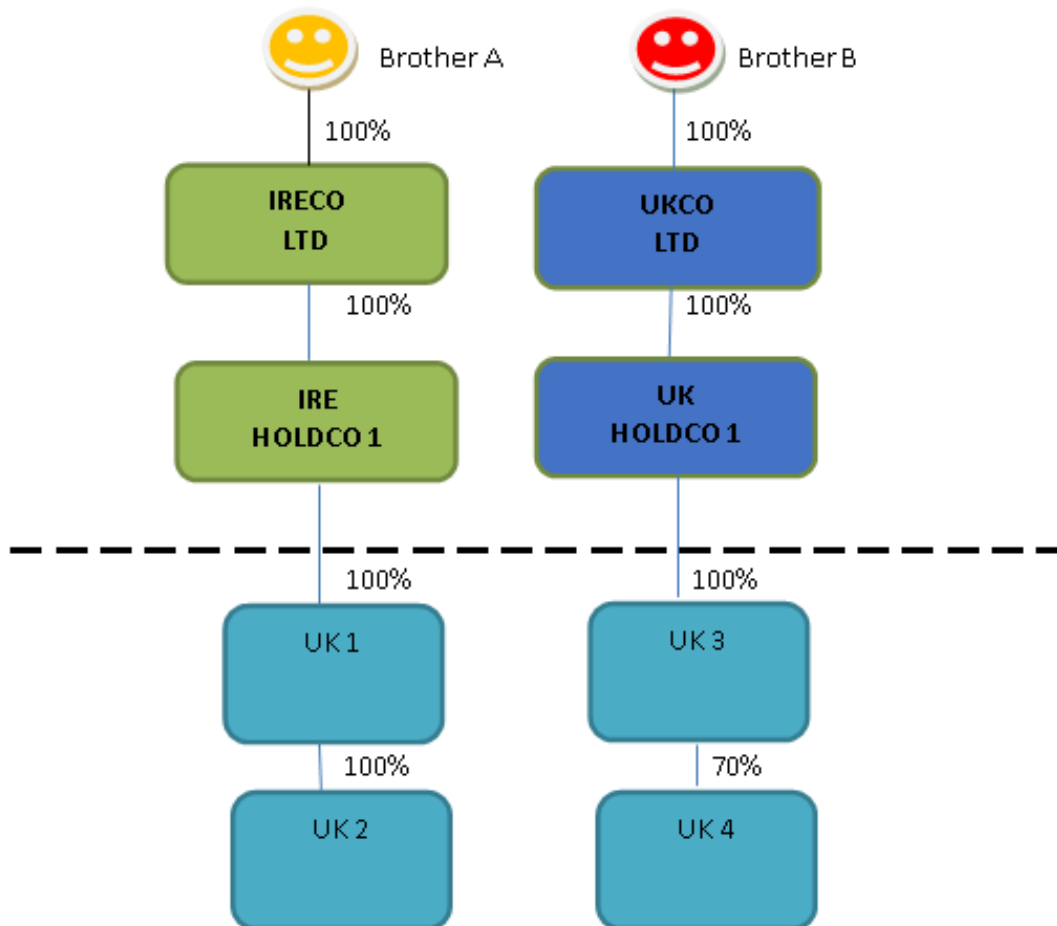 Brother A
Brother B
100%
100%
IRECO
LTD
UKCO
LTD
100%
100%
IRE
HOLDCO 1
UK
HOLDCO 1
100%
100%
UK 1
UK 3
100%
70%
UK 2
UK 4